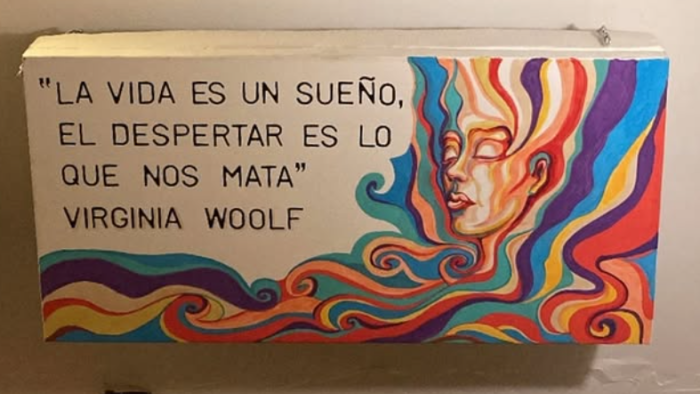 "LA VIDA ES UN SUEÑO,
EL DESPERTAR ES LO
QUE NOS MATA"
VIRGINIA WOOLF